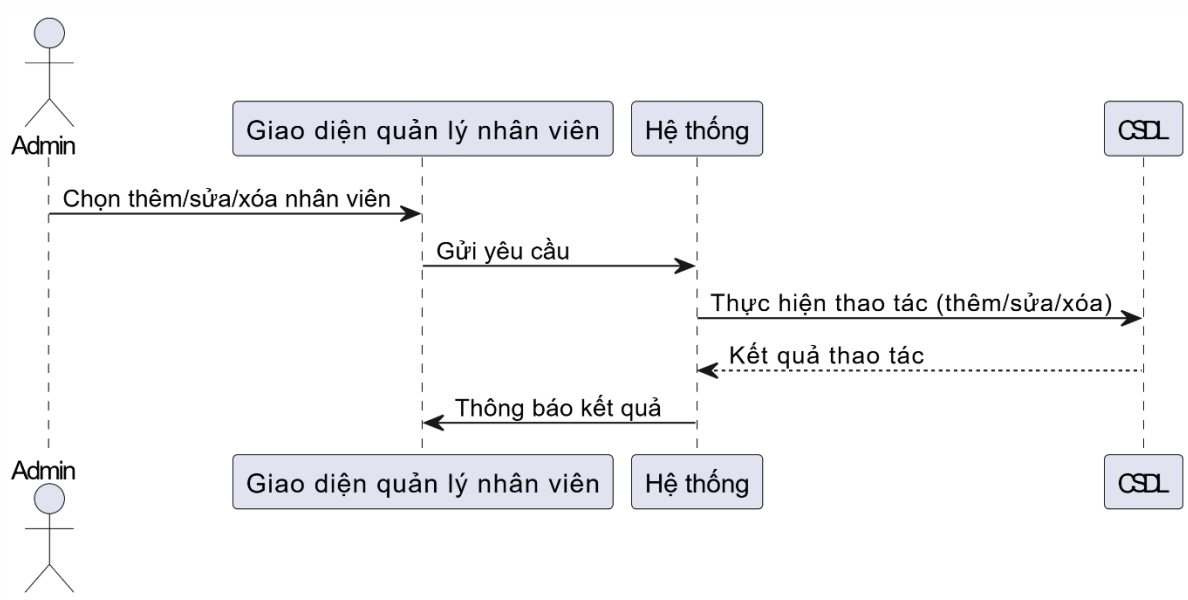 Admin
Giao diện quản lý nhân viên
Hệ thống
CSDL
Chọn thêm/sửa/xóa nhân viên
Gửi yêu cầu
Thực hiện thao tác (thêm/sửa/xóa)
Kết quả thao tác
Thông báo kết quả
Admin
Giao diện quản lý nhân viên
Hệ thống
CSDL